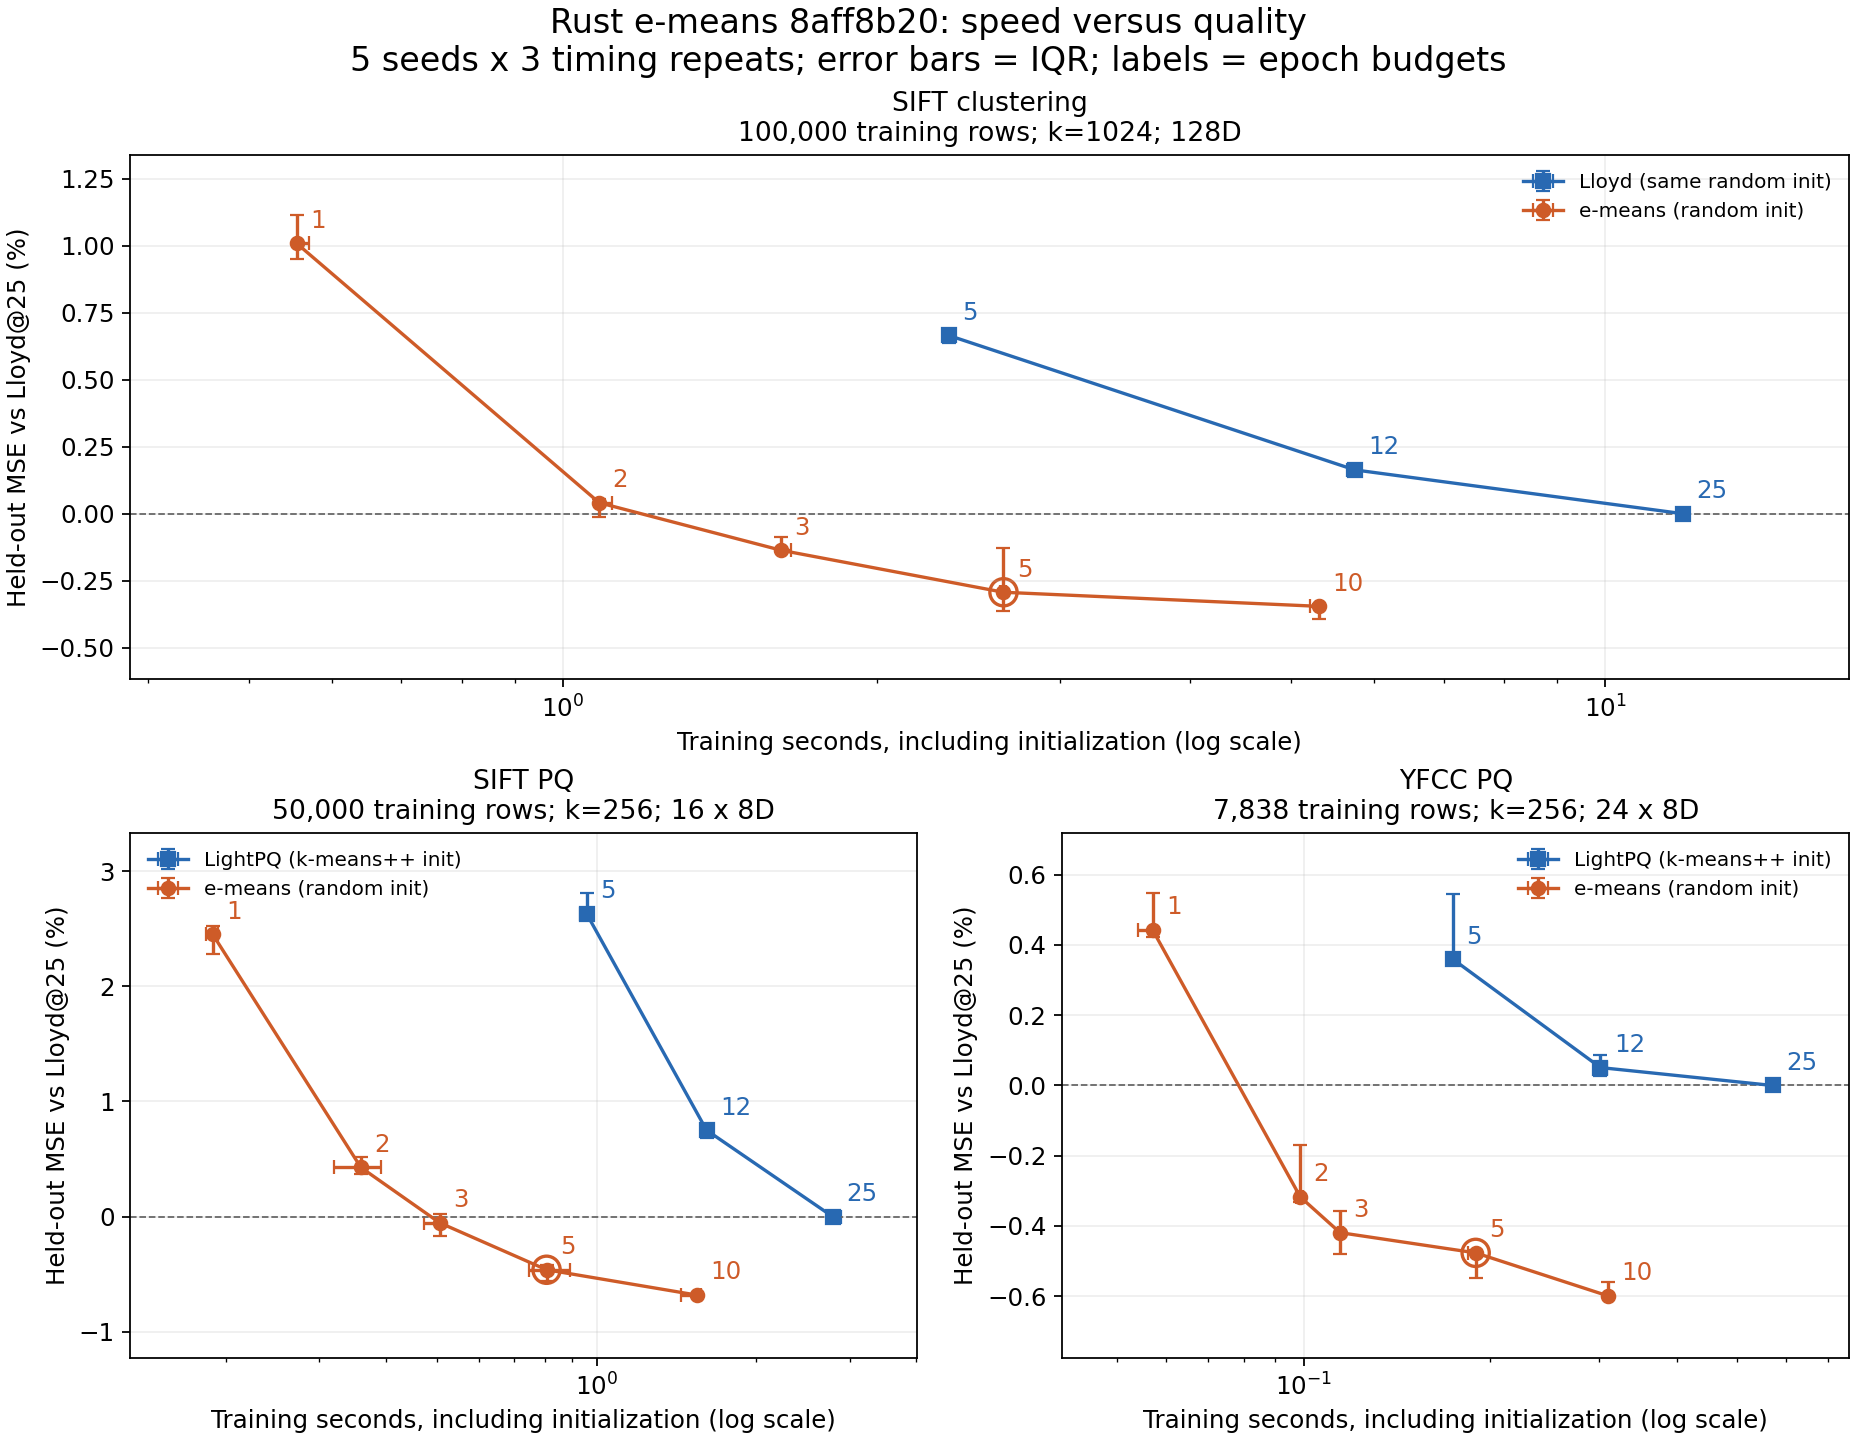 Rust e-means 8aff8b20: speed versus quality
5 seeds x 3 timing repeats; error bars = IQR; labels = epoch budgets
SIFT clustering
100,000 training rows; k=1024; 128D
Held-out MSE vs Lloyd@25 (%)
1.25
1.00
0.75
0.50
0.25
0.00
−0.25
−0.50
Lloyd (same random init)
e-means (random init)
1
2
3
5
10
5
12
25
10⁰
10¹
Training seconds, including initialization (log scale)
SIFT PQ
50,000 training rows; k=256; 16 x 8D
Held-out MSE vs Lloyd@25 (%)
3
2
1
0
−1
LightPQ (k-means++ init)
e-means (random init)
1
2
3
5
10
5
12
25
10⁰
Training seconds, including initialization (log scale)
YFCC PQ
7,838 training rows; k=256; 24 x 8D
Held-out MSE vs Lloyd@25 (%)
0.6
0.4
0.2
0.0
−0.2
−0.4
−0.6
LightPQ (k-means++ init)
e-means (random init)
1
2
3
5
10
5
12
25
10⁻¹
Training seconds, including initialization (log scale)